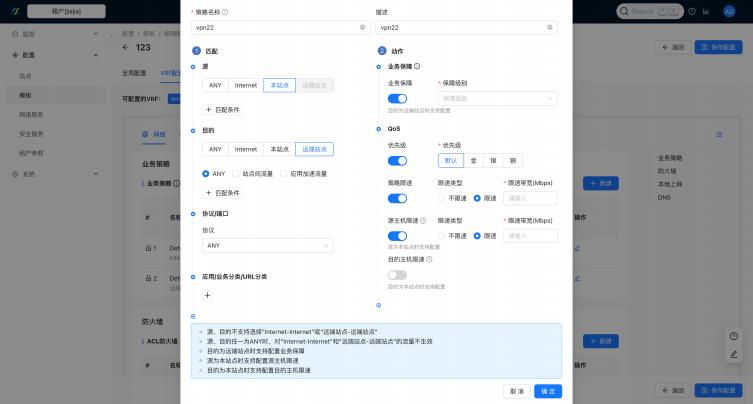 租户[jiajia]
Search
AD
监控
配置
站点
模板
网络服务
安全服务
租户参数
系统
配置 / 模板 /
← 123
返回
保存配置
全局配置
可配置的VRF:
网络
业务策略
业务策略
新建
#
操作
1
2
防火墙
ACL防火墙
新建
#
操作
业务策略
防火墙
本地上网
DNS
返回
保存配置
* 策略名称
vpn22
描述
vpn22
1 匹配
源
ANY
Internet
本站点
远端站点
+ 匹配条件
目的
ANY
Internet
本站点
远端站点
ANY
站点间流量
应用加速流量
+ 匹配条件
协议/端口
协议
ANY
应用/业务分类/URL分类
+
2 动作
业务保障
业务保障
* 保障级别
保障级别
目的为远端站点时支持配置
QoS
优先级
* 优先级
默认
金
银
铜
策略限速
限速类型
* 限速带宽(Mbps)
不限速
限速
请输入
源主机限速
限速类型
* 限速带宽(Mbps)
不限速
限速
请输入
源为本站点时支持配置
目的主机限速
目的为本站点时支持配置
源、目的不支持选择"Internet-Internet"或"远端站点-远端站点"
源、目的任一为ANY时，对"Internet-Internet"和"远端站点-远端站点"的流量不生效
目的为远端站点时支持配置业务保障
源为本站点时支持配置源主机限速
目的为本站点时支持配置目的主机限速
取 消
确 定